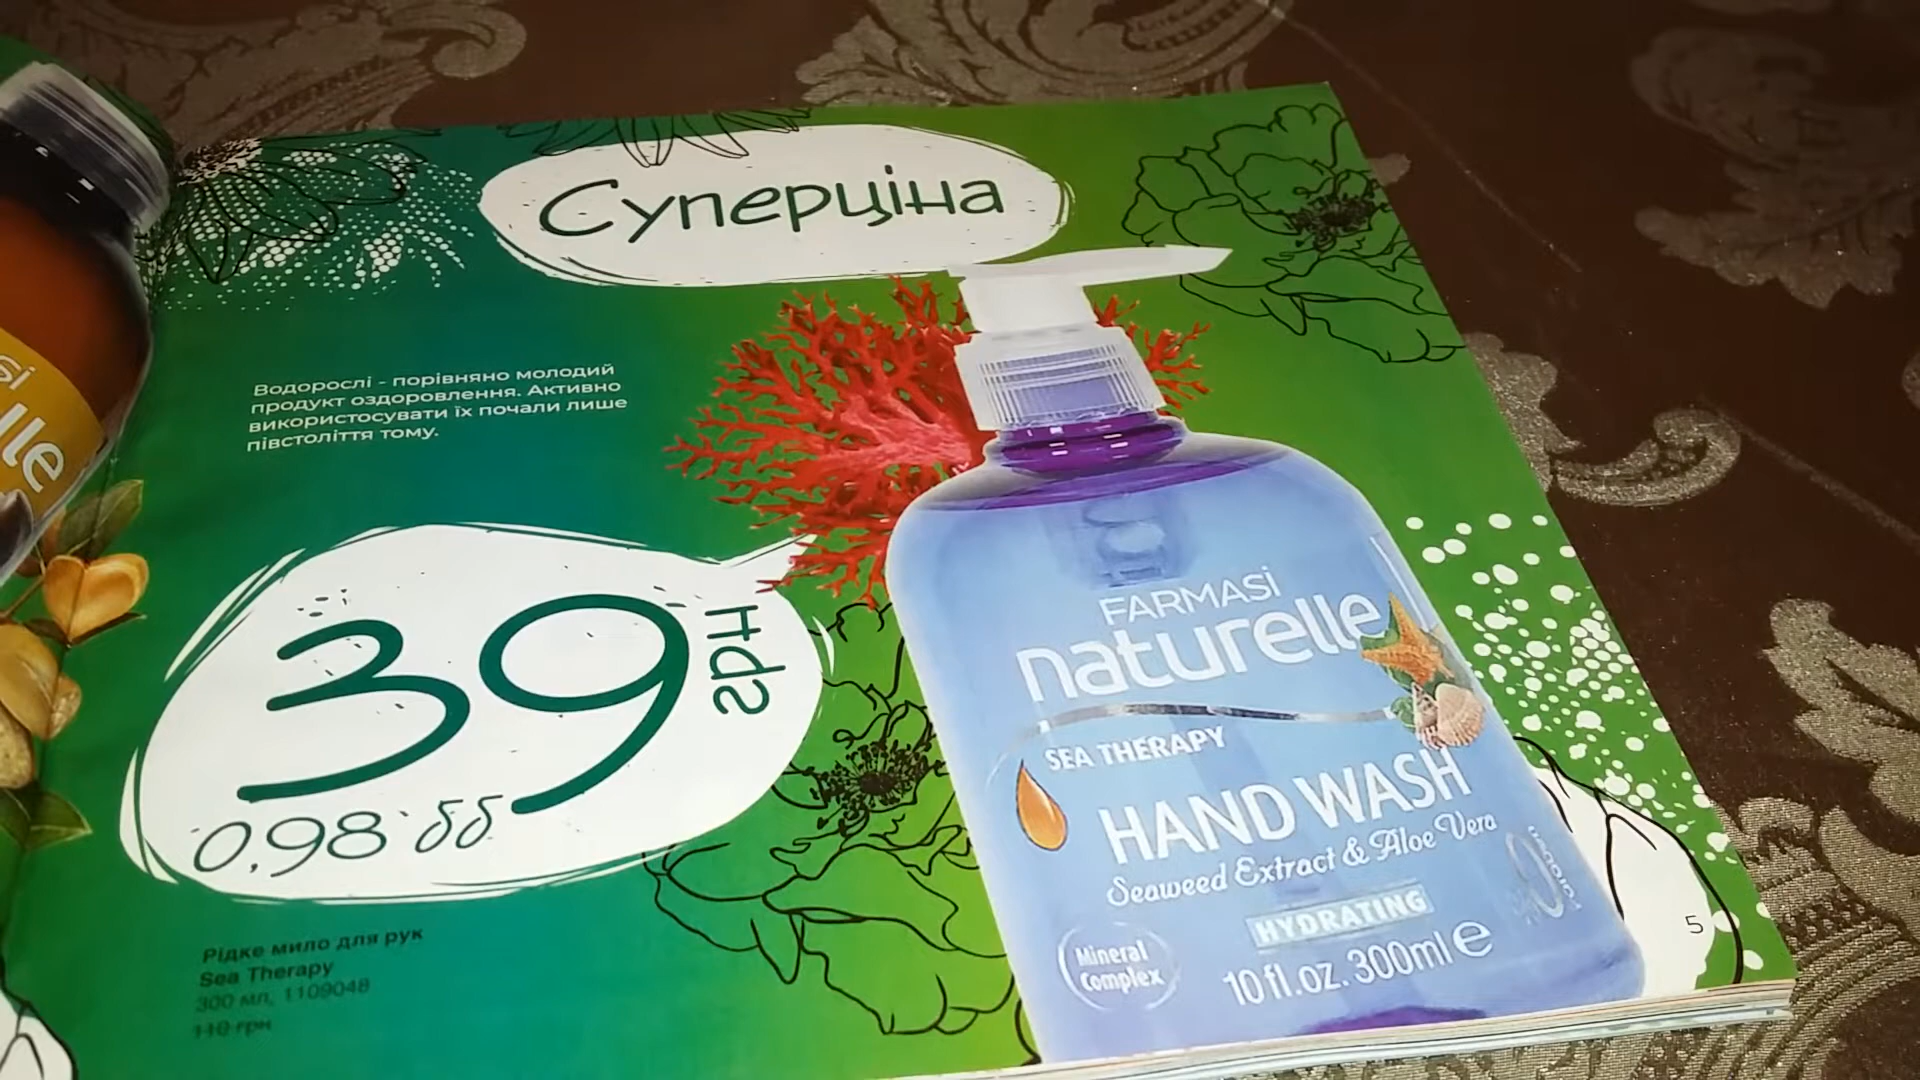 Суперціна
Водорослі - порівняно молодий
продукт оздоровлення. Активно
використосувати їх почали лише
півстоліття тому.
39 грн
0,98 бб
Рідке мило для рук
Sea Therapy
300 мл, 1109048
110 грн
FARMASi
naturelle
SEA THERAPY
HAND WASH
Seaweed Extract & Aloe Vera
HYDRATING
Mineral
Complex
10 fl.oz. 300ml e
5
lle